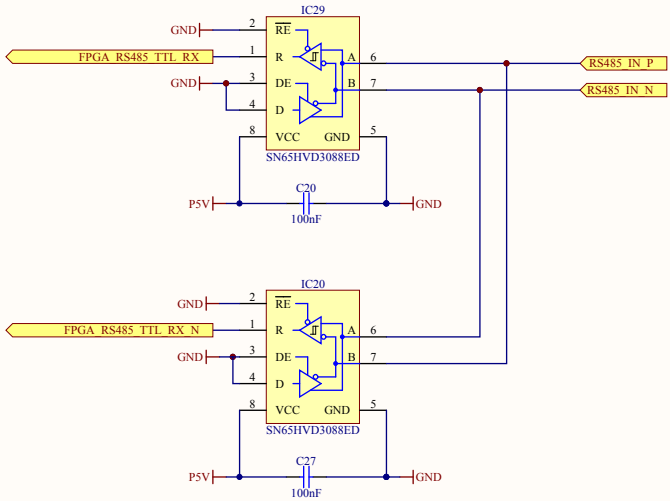 IC29
GND 2 RE
FPGA_RS485_TTL_RX 1 R A 6 RS485_IN_P
GND 3 DE B 7 RS485_IN_N
4 D
8 VCC GND 5
SN65HVD3088ED
C20
P5V GND
100nF
IC20
GND 2 RE
FPGA_RS485_TTL_RX_N 1 R A 6
GND 3 DE B 7
4 D
8 VCC GND 5
SN65HVD3088ED
C27
P5V GND
100nF